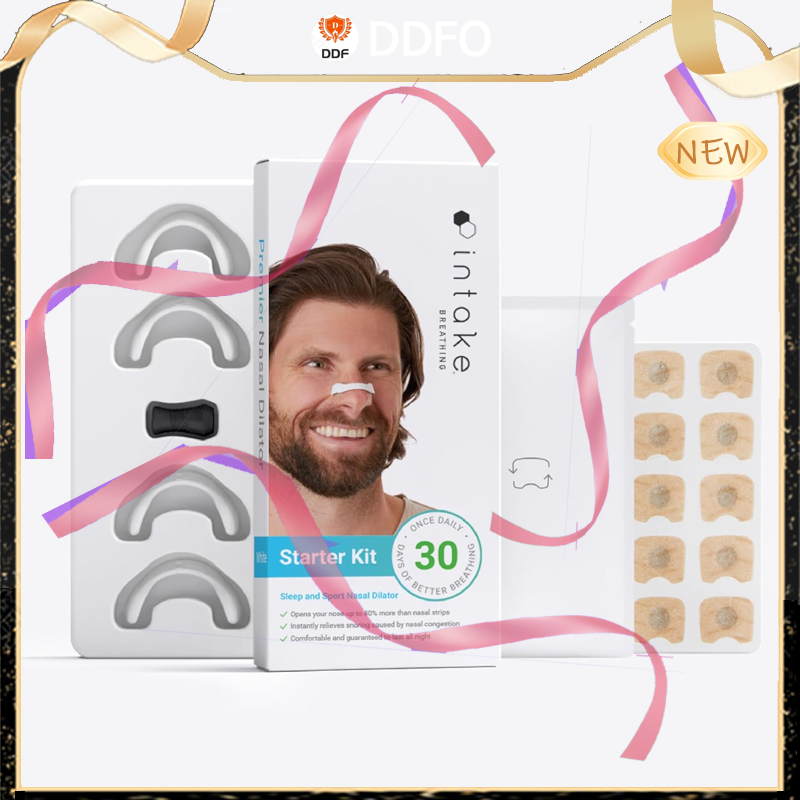 DDF
DDFO
NEW
intake
BREATHING
Premier Nasal Dilator
White
Starter Kit
ONCE DAILY
30
DAYS OF BETTER BREATHING
Sleep and Sport Nasal Dilator
Opens your nose up to 80% more than nasal strips
Instantly relieves snoring caused by nasal congestion
Comfortable and guaranteed to last all night